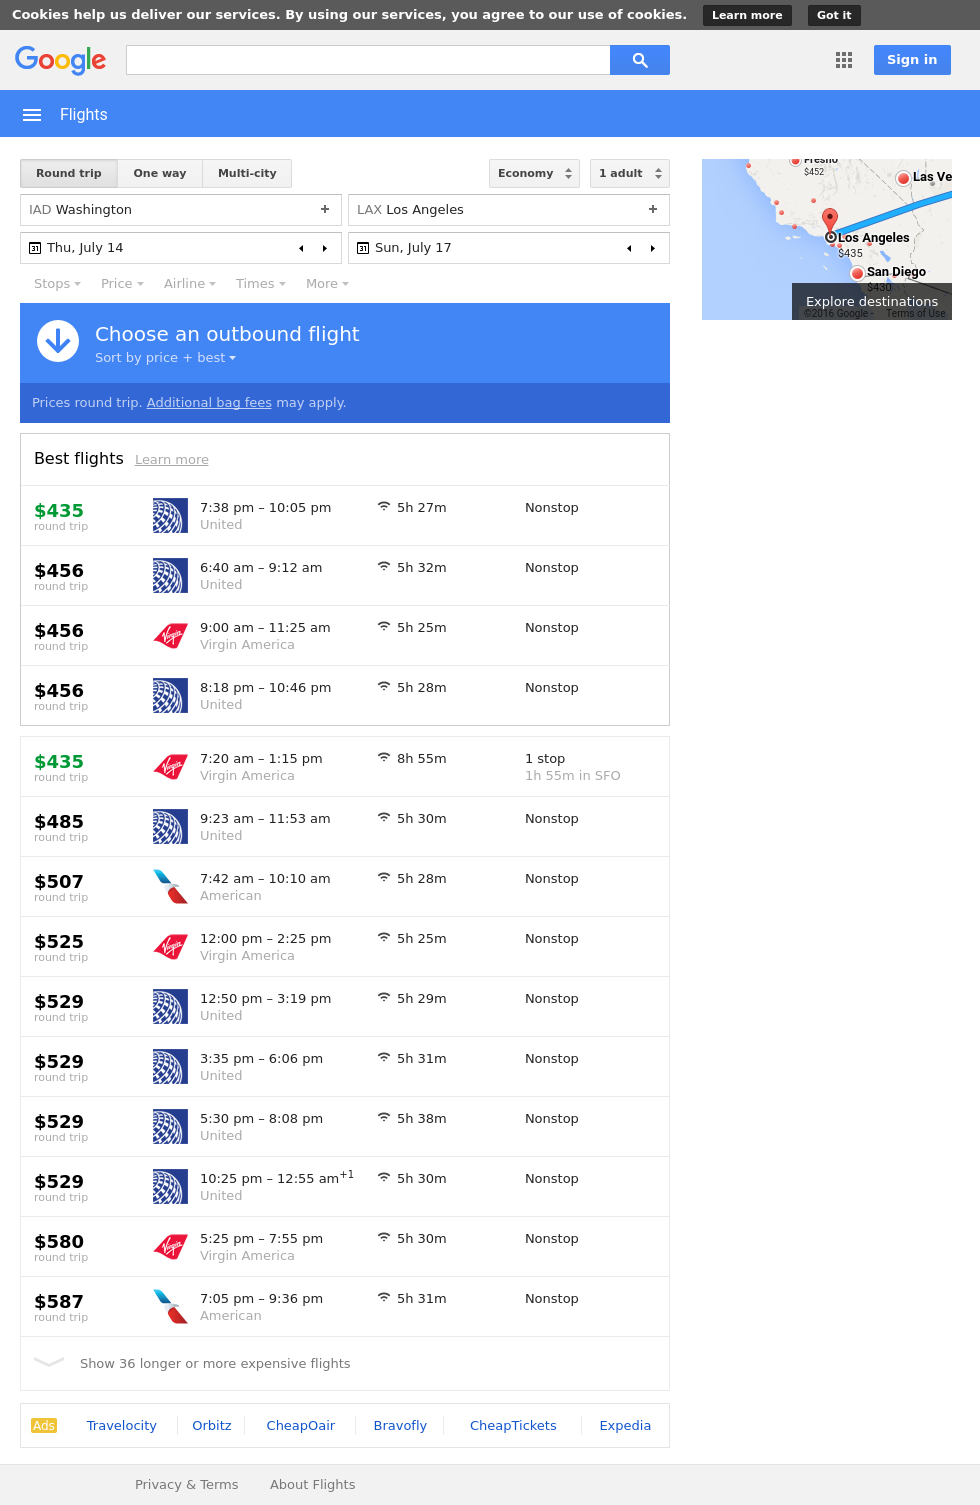 Cookies help us deliver our services. By using our services, you agree to our use of cookies. Learn more Got it
Google Sign in
Flights
Round trip One way Multi-city Economy 1 adult
IAD Washington + LAX Los Angeles +
31 Thu, July 14 31 Sun, July 17
Stops Price Airline Times More
Fresno
$452
Las Ve
Los Angeles
$435
San Diego
$430
Explore destinations
©2016 Google - Terms of Use
Choose an outbound flight
Sort by price + best
Prices round trip. Additional bag fees may apply.
Best flights Learn more
$435 7:38 pm – 10:05 pm 5h 27m Nonstop
round trip United
$456 6:40 am – 9:12 am 5h 32m Nonstop
round trip United
$456 Virgin 9:00 am – 11:25 am 5h 25m Nonstop
round trip Virgin America
$456 8:18 pm – 10:46 pm 5h 28m Nonstop
round trip United
$435 Virgin 7:20 am – 1:15 pm 8h 55m 1 stop
round trip Virgin America 1h 55m in SFO
$485 9:23 am – 11:53 am 5h 30m Nonstop
round trip United
$507 7:42 am – 10:10 am 5h 28m Nonstop
round trip American
$525 Virgin 12:00 pm – 2:25 pm 5h 25m Nonstop
round trip Virgin America
$529 12:50 pm – 3:19 pm 5h 29m Nonstop
round trip United
$529 3:35 pm – 6:06 pm 5h 31m Nonstop
round trip United
$529 5:30 pm – 8:08 pm 5h 38m Nonstop
round trip United
$529 10:25 pm – 12:55 am+1 5h 30m Nonstop
round trip United
$580 Virgin 5:25 pm – 7:55 pm 5h 30m Nonstop
round trip Virgin America
$587 7:05 pm – 9:36 pm 5h 31m Nonstop
round trip American
Show 36 longer or more expensive flights
Ads Travelocity Orbitz CheapOair Bravofly CheapTickets Expedia
Privacy & Terms About Flights